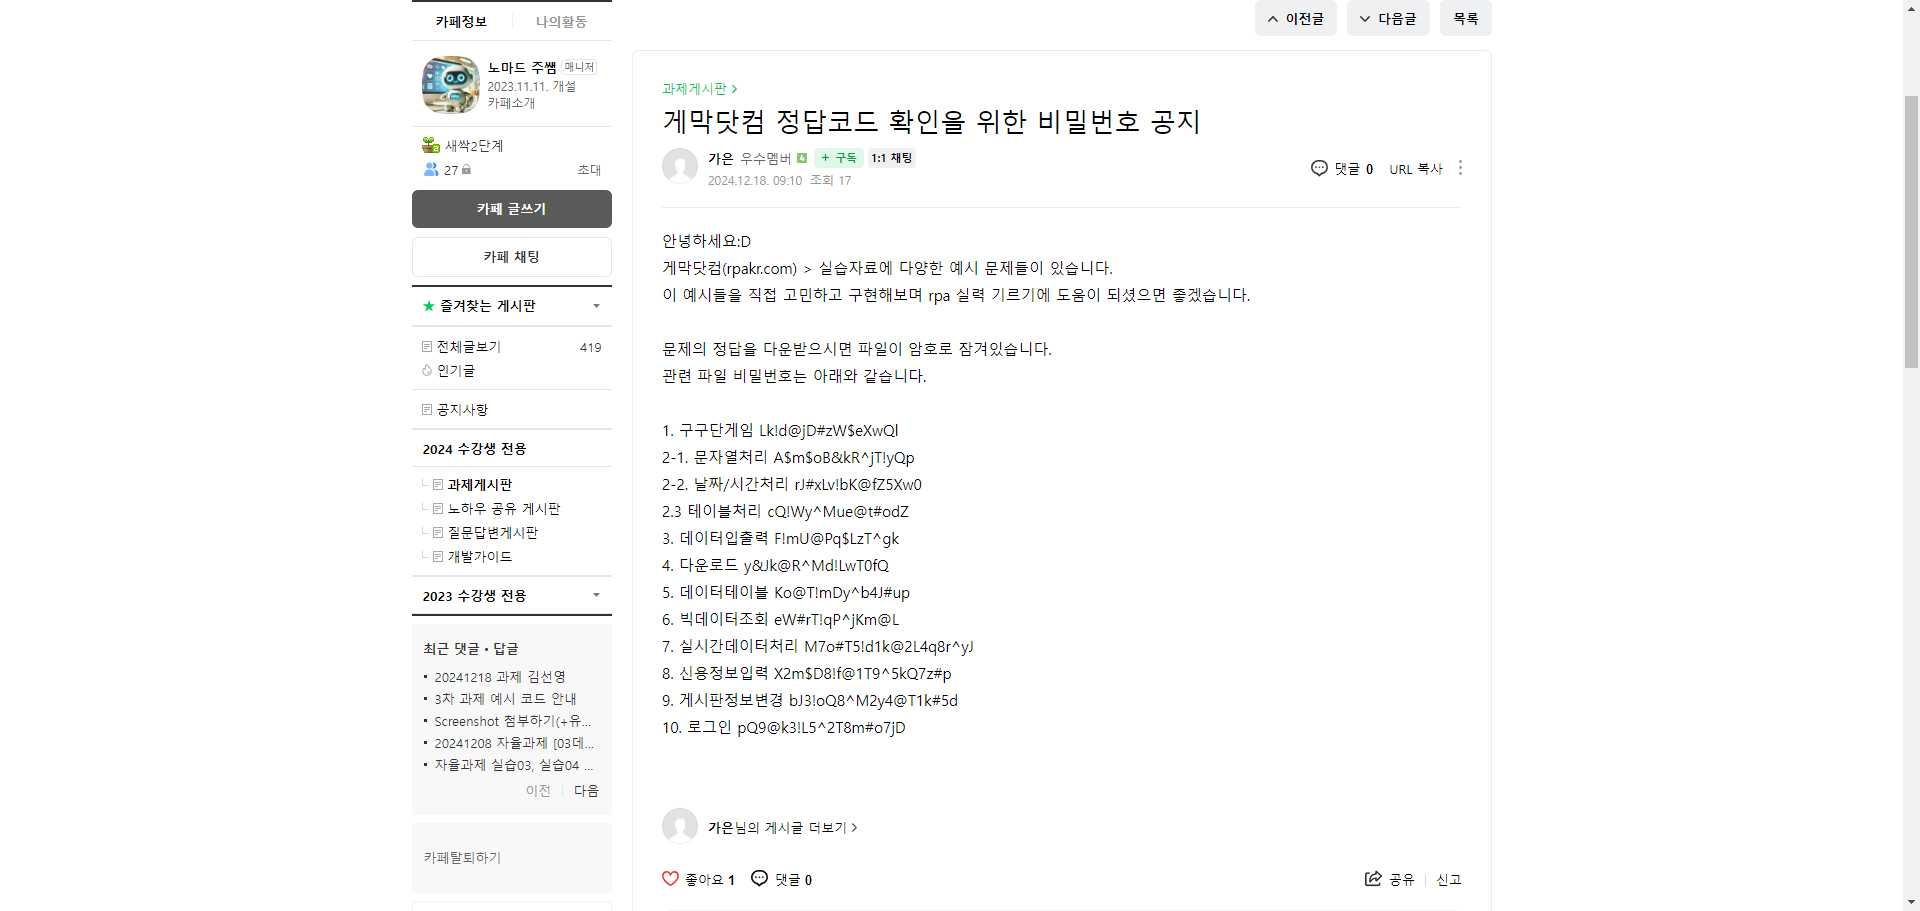 카페정보 나의활동
노마드 주쌤 매니저
2023.11.11. 개설
카페소개
새싹2단계
27 초대
카페 글쓰기
카페 채팅
즐겨찾는 게시판
전체글보기 419
인기글
공지사항
2024 수강생 전용
과제게시판
노하우 공유 게시판
질문답변게시판
개발가이드
2023 수강생 전용
최근 댓글 · 답글
20241218 과제 김선영
3차 과제 예시 코드 안내
Screenshot 첨부하기(+유...
20241208 자율과제 [03데...
자율과제 실습03, 실습04 ...
이전 다음
카페탈퇴하기
이전글 다음글 목록
과제게시판 >
게막닷컴 정답코드 확인을 위한 비밀번호 공지
가은 우수멤버 + 구독 1:1 채팅
2024.12.18. 09:10 조회 17
댓글 0 URL 복사
안녕하세요:D
게막닷컴(rpakr.com) > 실습자료에 다양한 예시 문제들이 있습니다.
이 예시들을 직접 고민하고 구현해보며 rpa 실력 기르기에 도움이 되셨으면 좋겠습니다.
문제의 정답을 다운받으시면 파일이 암호로 잠겨있습니다.
관련 파일 비밀번호는 아래와 같습니다.
1. 구구단게임 Lk!d@jD#zW$eXwQl
2-1. 문자열처리 A$m$oB&kR^jT!yQp
2-2. 날짜/시간처리 rJ#xLv!bK@fZ5Xw0
2.3 테이블처리 cQ!Wy^Mue@t#odZ
3. 데이터입출력 F!mU@Pq$LzT^gk
4. 다운로드 y&Jk@R^Md!LwT0fQ
5. 데이터테이블 Ko@T!mDy^b4J#up
6. 빅데이터조회 eW#rT!qP^jKm@L
7. 실시간데이터처리 M7o#T5!d1k@2L4q8r^yJ
8. 신용정보입력 X2m$D8!f@1T9^5kQ7z#p
9. 게시판정보변경 bJ3!oQ8^M2y4@T1k#5d
10. 로그인 pQ9@k3!L5^2T8m#o7jD
가은님의 게시글 더보기 >
좋아요 1 댓글 0
공유 신고